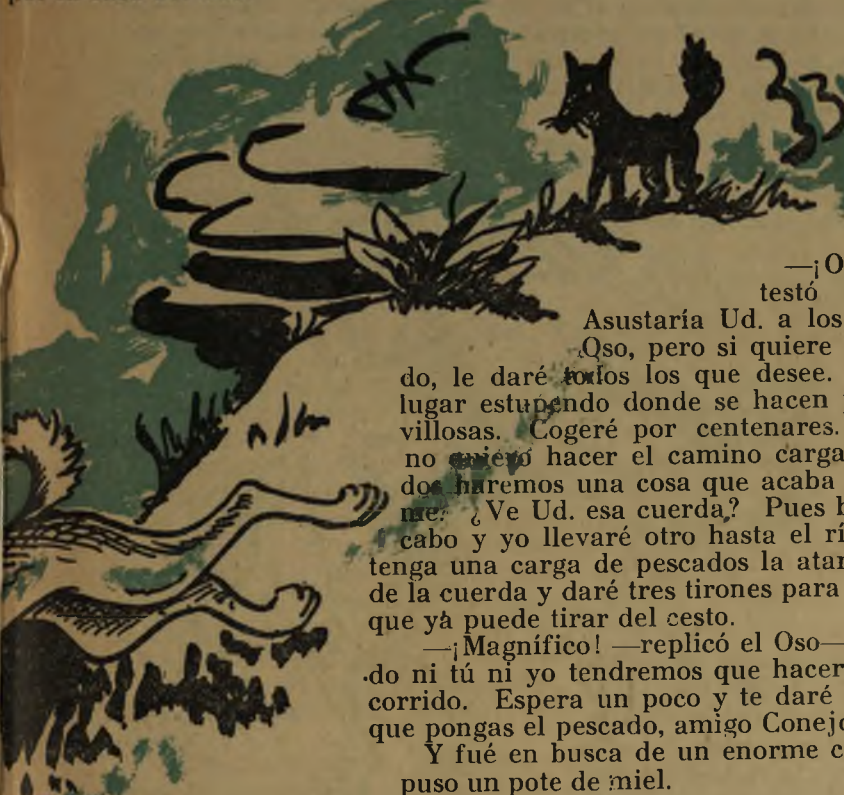 —¡O
testó
Asustaría Ud. a los
Oso, pero si quiere
do, le daré todos los que desee.
lugar estupendo donde se hacen
villosas. Cogeré por centenares.
no quiero hacer el camino carga
dos haremos una cosa que acaba
me: ¿Ve Ud. esa cuerda? Pues
cabo y yo llevaré otro hasta el rí
tenga una carga de pescados la atar
de la cuerda y daré tres tirones para
que ya puede tirar del cesto.
—¡Magnífico! —replicó el Oso—
do ni tú ni yo tendremos que hacer
corrido. Espera un poco y te daré
que pongas el pescado, amigo Conejo
Y fué en busca de un enorme c
puso un pote de miel.